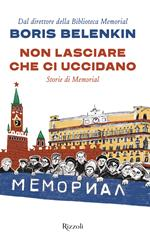 Dal direttore della Biblioteca Memorial
BORIS BELENKIN
NON LASCIARE
CHE CI UCCIDANO
Storie di Memorial
МЕМОРИАЛ
Rizzoli